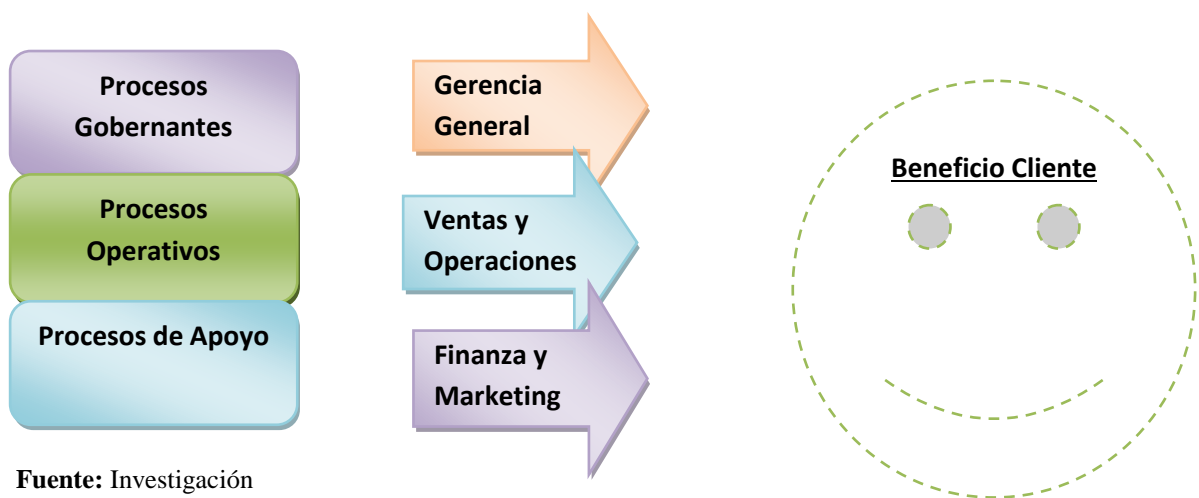 Procesos
Gobernantes
Procesos
Operativos
Procesos de Apoyo
Gerencia
General
Ventas y
Operaciones
Finanza y
Marketing
Beneficio Cliente
Fuente: Investigación